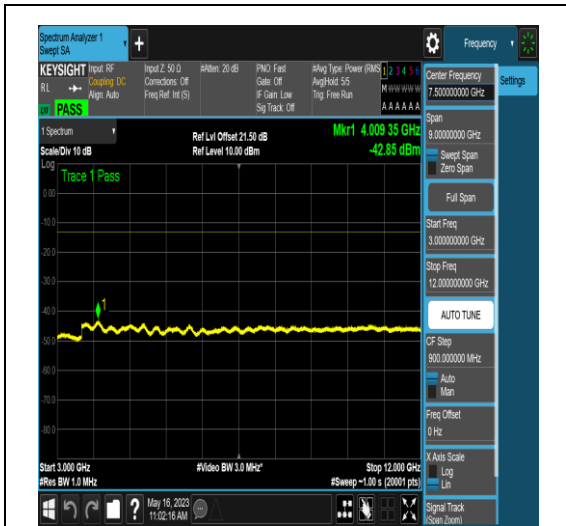 Spectrum Analyzer 1
Swept SA
+
Frequency
KEYSIGHT
RL
PASS
Input: RF
Coupling: DC
Align: Auto
Input Z: 50 Ω
Corrections: Off
Freq Ref: Int (S)
#Atten: 20 dB
PNO: Fast
Gate: Off
IF Gain: Low
Sig Track: Off
#Avg Type: Power (RMS
Avg|Hold: 5/5
Trig: Free Run
1 2 3 4 5 6
M W W W W W
A A A A A A
1 Spectrum
Scale/Div 10 dB
Ref Lvl Offset 21.50 dB
Ref Level 10.00 dBm
Mkr1 4.009 35 GHz
-42.85 dBm
Log
Trace 1 Pass
0.00
-10.0
-20.0
-30.0
-40.0
-50.0
-60.0
-70.0
-80.0
1
Start 3.000 GHz
#Res BW 1.0 MHz
#Video BW 3.0 MHz*
Stop 12.000 GHz
#Sweep ~1.00 s (20001 pts)
Center Frequency
7.500000000 GHz
Settings
Span
9.00000000 GHz
Swept Span
Zero Span
Full Span
Start Freq
3.000000000 GHz
Stop Freq
12.000000000 GHz
AUTO TUNE
CF Step
900.000000 MHz
Auto
Man
Freq Offset
0 Hz
X Axis Scale
Log
Lin
Signal Track
(Span Zoom)
?
May 16, 2023
11:02:16 AM